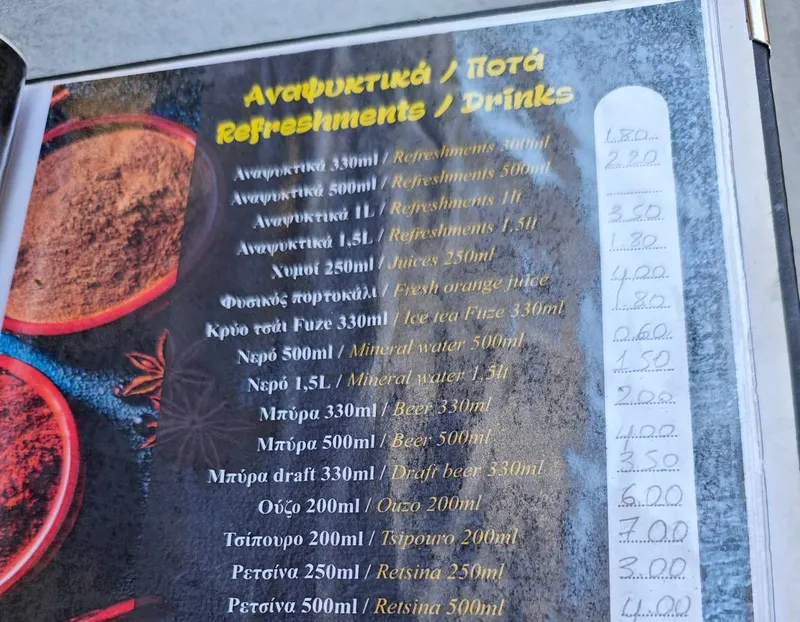 Αναψυκτικά / Ποτά
Refreshments / Drinks
Αναψυκτικά 330ml / Refreshments 300ml 1.80
Αναψυκτικά 500ml / Refreshments 500ml 2.20
Αναψυκτικά 1L / Refreshments 1lt
Αναψυκτικά 1,5L / Refreshments 1,5lt 3.50
Χυμοί 250ml / Juices 250ml 1.80
Φυσικός πορτοκάλι / Fresh orange juice 4.00
Κρύο τσάι Fuze 330ml / Ice tea Fuze 330ml 1.80
Νερό 500ml / Mineral water 500ml 0.60
Νερό 1,5L / Mineral water 1,5lt 1.50
Μπύρα 330ml / Beer 330ml 2.00
Μπύρα 500ml / Beer 500ml 4.00
Μπύρα draft 330ml / Draft beer 330ml 3.50
Ούζο 200ml / Ouzo 200ml 6.00
Τσίπουρο 200ml / Tsipouro 200ml 7.00
Ρετσίνα 250ml / Retsina 250ml 3.00
Ρετσίνα 500ml / Retsina 500ml 4.00